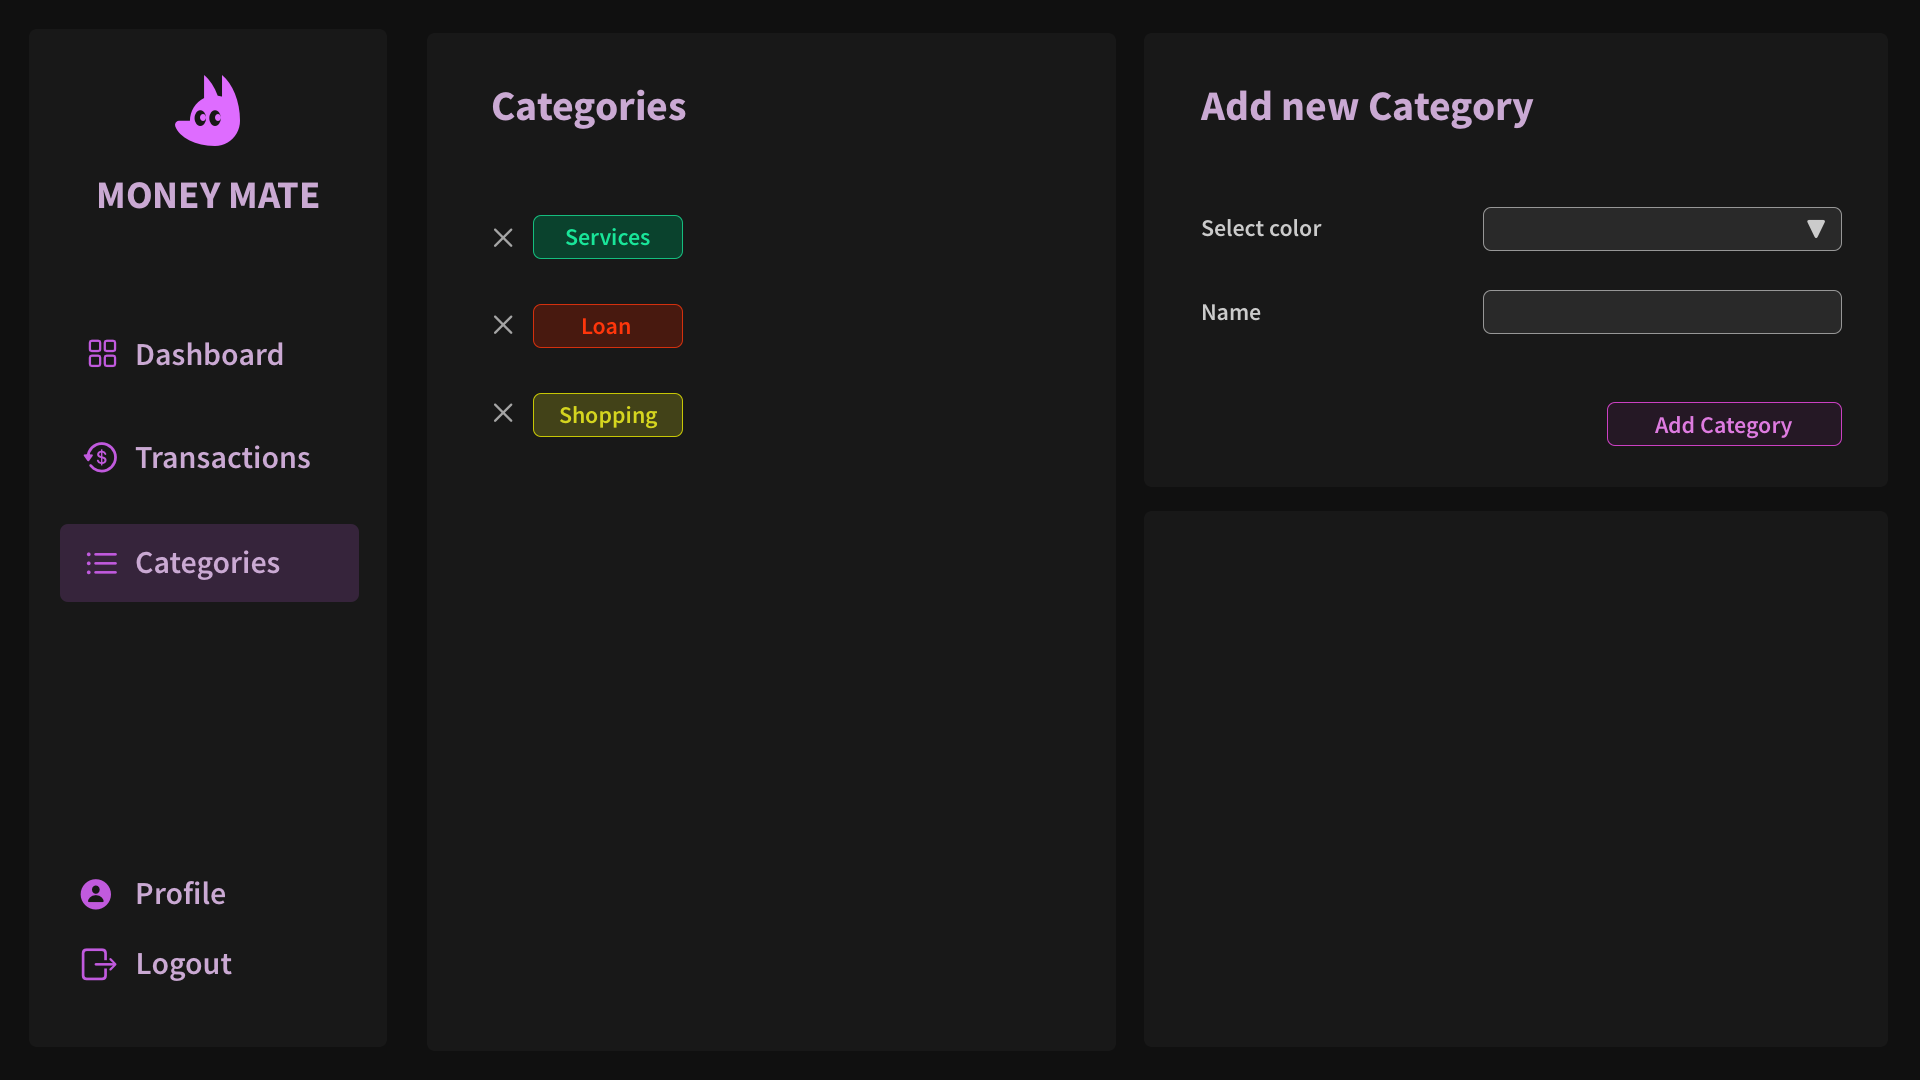 MONEY MATE
Dashboard
Transactions
Categories
Profile
Logout
Categories
Services
Loan
Shopping
Add new Category
Select color
Name
Add Category